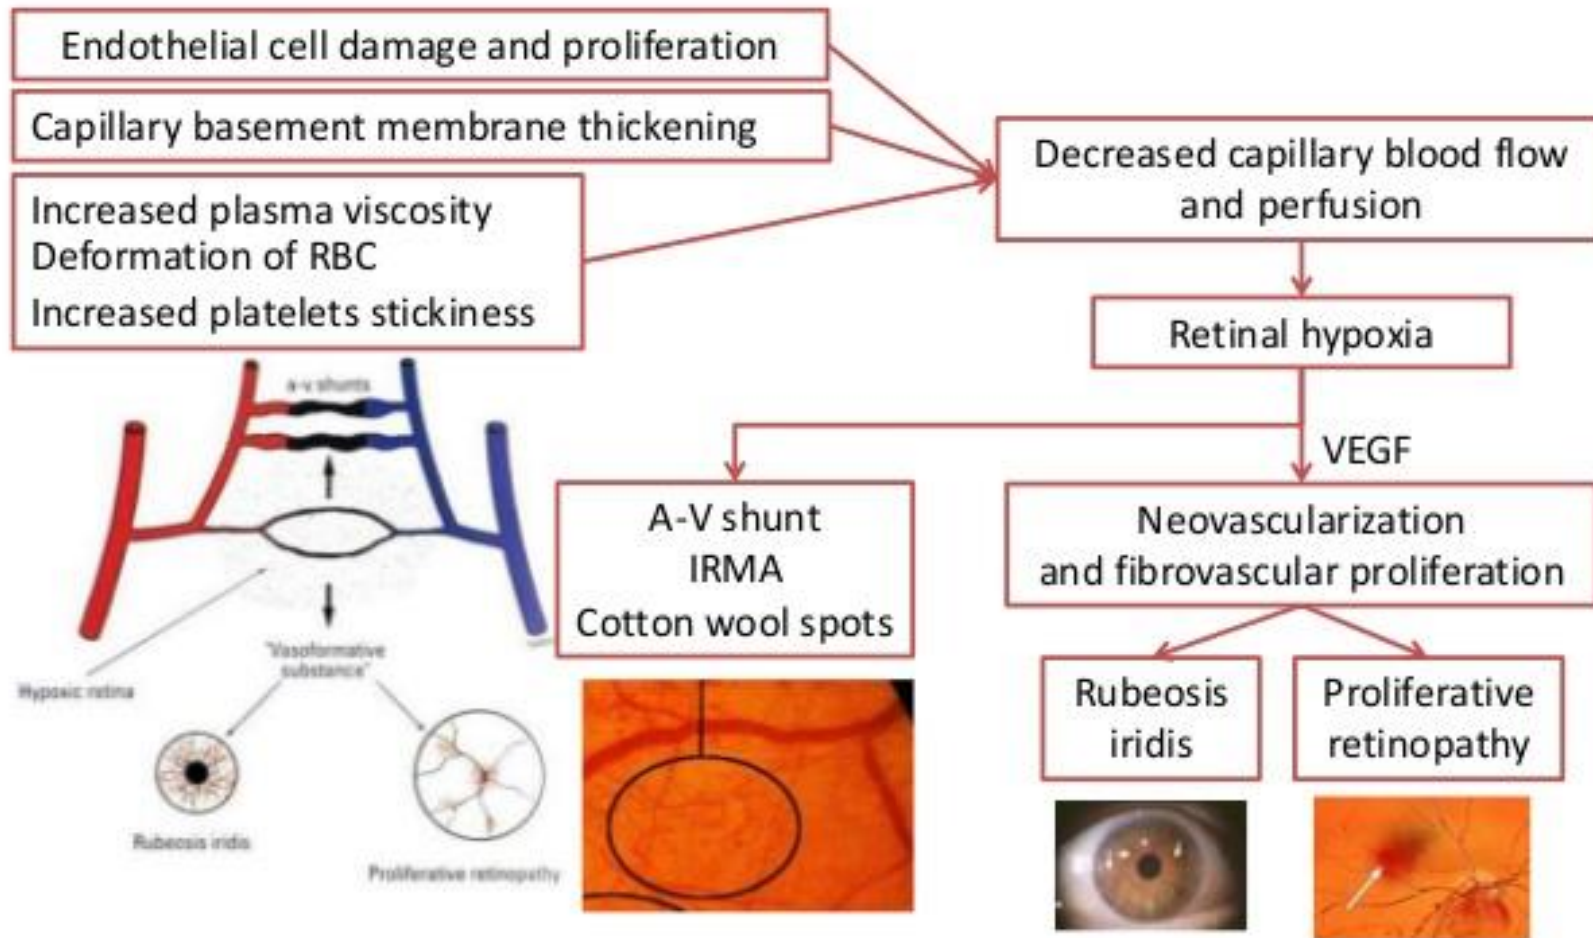 Endothelial cell damage and proliferation
Capillary basement membrane thickening
Increased plasma viscosity
Deformation of RBC
Increased platelets stickiness
Decreased capillary blood flow
and perfusion
Retinal hypoxia
VEGF
A-V shunt
IRMA
Cotton wool spots
Neovascularization
and fibrovascular proliferation
Rubeosis
iridis
Proliferative
retinopathy
a-v shunts
"Vasoformative
substance"
Hypoxic retina
Rubeosis iridis
Proliferative retinopathy